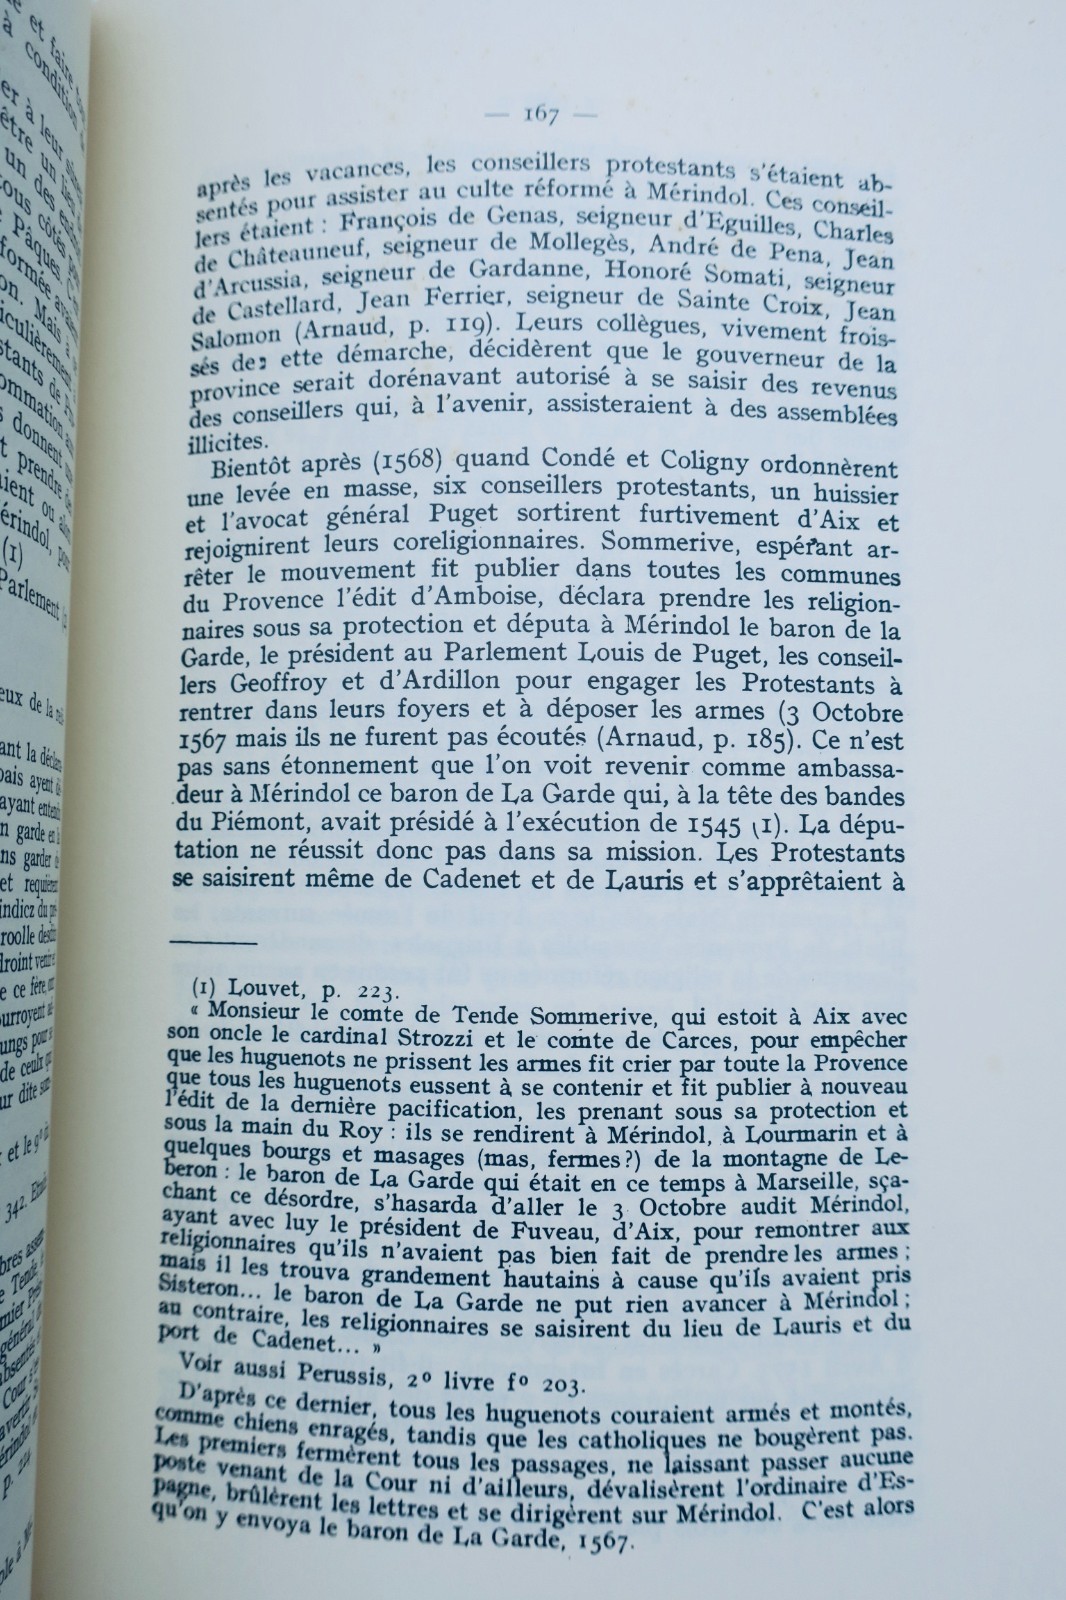 — 167 —
après les vacances, les conseillers protestants s'étaient ab-
sentés pour assister au culte réformé à Mérindol. Ces conseil-
lers étaient : François de Genas, seigneur d'Eguilles, Charles
de Châteauneuf, seigneur de Mollegès, André de Pena, Jean
d'Arcussia, seigneur de Gardanne, Honoré Somati, seigneur
de Castellard, Jean Ferrier, seigneur de Sainte Croix, Jean
Salomon (Arnaud, p. 119). Leurs collègues, vivement frois-
sés de ette démarche, décidèrent que le gouverneur de la
province serait dorénavant autorisé à se saisir des revenus
des conseillers qui, à l'avenir, assisteraient à des assemblées
illicites.
Bientôt après (1568) quand Condé et Coligny ordonnèrent
une levée en masse, six conseillers protestants, un huissier
et l'avocat général Puget sortirent furtivement d'Aix et
rejoignirent leurs coreligionnaires. Sommerive, espérant ar-
rêter le mouvement fit publier dans toutes les communes
du Provence l'édit d'Amboise, déclara prendre les religion-
naires sous sa protection et députa à Mérindol le baron de la
Garde, le président au Parlement Louis de Puget, les conseil-
lers Geoffroy et d'Ardillon pour engager les Protestants à
rentrer dans leurs foyers et à déposer les armes (3 Octobre
1567 mais ils ne furent pas écoutés (Arnaud, p. 185). Ce n'est
pas sans étonnement que l'on voit revenir comme ambassa-
deur à Mérindol ce baron de La Garde qui, à la tête des bandes
du Piémont, avait présidé à l'exécution de 1545 (1). La dépu-
tation ne réussit donc pas dans sa mission. Les Protestants
se saisirent même de Cadenet et de Lauris et s'apprêtaient à
(1) Louvet, p. 223.
« Monsieur le comte de Tende Sommerive, qui estoit à Aix avec
son oncle le cardinal Strozzi et le comte de Carces, pour empêcher
que les huguenots ne prissent les armes fit crier par toute la Provence
que tous les huguenots eussent à se contenir et fit publier à nouveau
l'édit de la dernière pacification, les prenant sous sa protection et
sous la main du Roy : ils se rendirent à Mérindol, à Lourmarin et à
quelques bourgs et masages (mas, fermes ?) de la montagne de Le-
beron : le baron de La Garde qui était en ce temps à Marseille, sça-
chant ce désordre, s'hasarda d'aller le 3 Octobre audit Mérindol,
ayant avec luy le président de Fuveau, d'Aix, pour remontrer aux
religionnaires qu'ils n'avaient pas bien fait de prendre les armes ;
mais il les trouva grandement hautains à cause qu'ils avaient pris
Sisteron... le baron de La Garde ne put rien avancer à Mérindol ;
au contraire, les religionnaires se saisirent du lieu de Lauris et du
port de Cadenet... »
Voir aussi Perussis, 2º livre fº 203.
D'après ce dernier, tous les huguenots couraient armés et montés,
comme chiens enragés, tandis que les catholiques ne bougèrent pas.
Les premiers fermèrent tous les passages, ne laissant passer aucune
poste venant de la Cour ni d'ailleurs, dévalisèrent l'ordinaire d'Es-
pagne, brûlèrent les lettres et se dirigèrent sur Mérindol. C'est alors
qu'on y envoya le baron de La Garde, 1567.